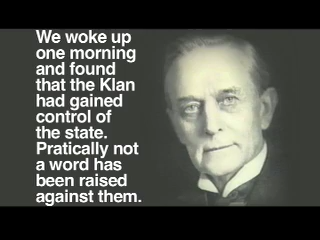 We woke up
one morning
and found
that the Klan
had gained
control of
the state.
Pratically not
a word has
been raised
against them.